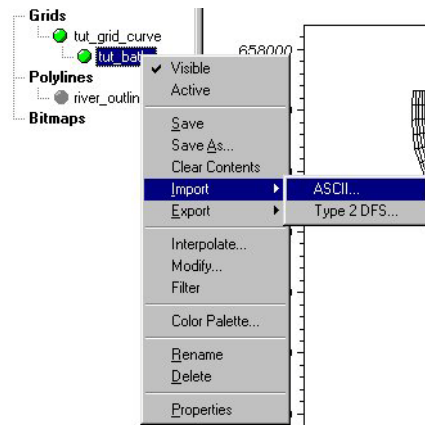 Grids
tut_grid_curve
tut_bat
Polylines
river_outlin
Bitmaps
658000
Visible
Active
Save
Save As...
Clear Contents
Import
Export
Interpolate...
Modify...
Filter
Color Palette...
Rename
Delete
Properties
ASCII...
Type 2 DFS...